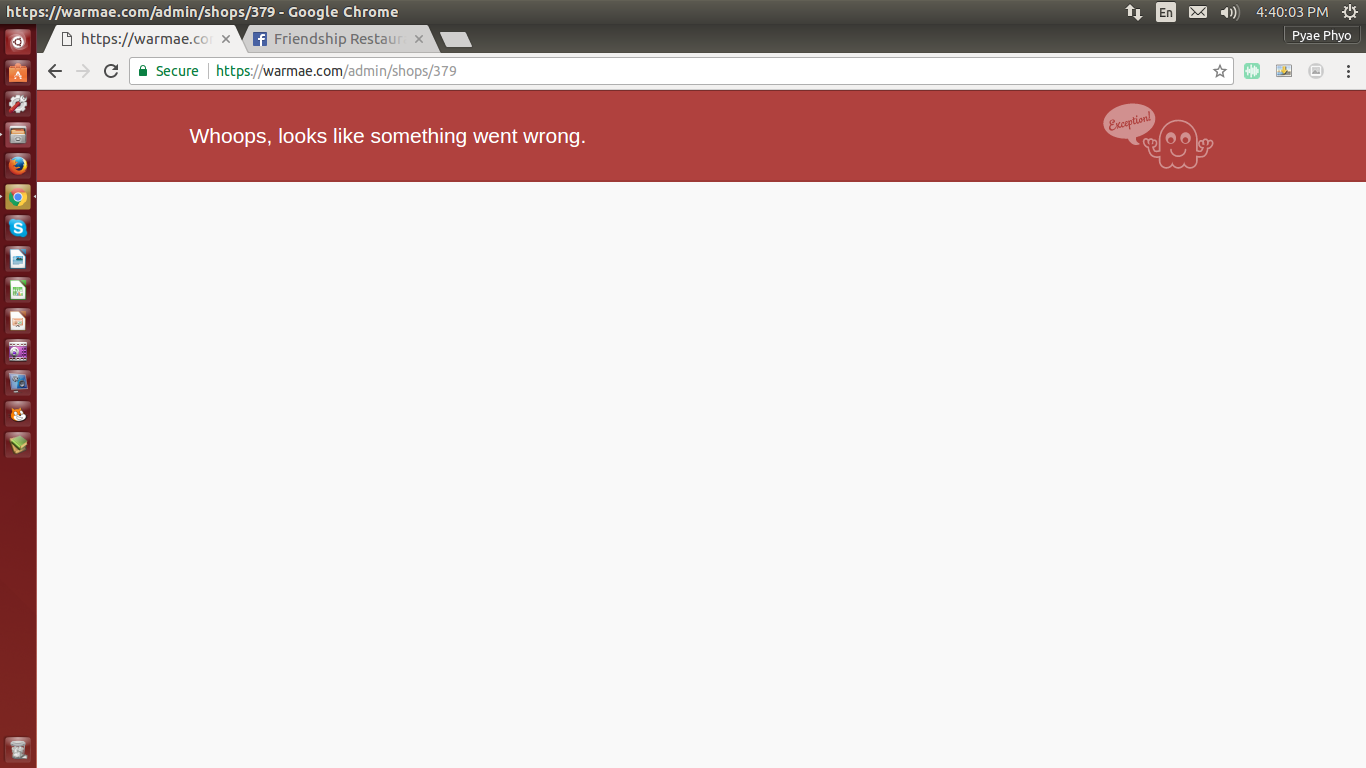 https://warmae.com/admin/shops/379 - Google Chrome
En
4:40:03 PM
https://warmae.co
Friendship Restaur
Pyae Phyo
Secure
https://warmae.com/admin/shops/379
Whoops, looks like something went wrong.
Exception!